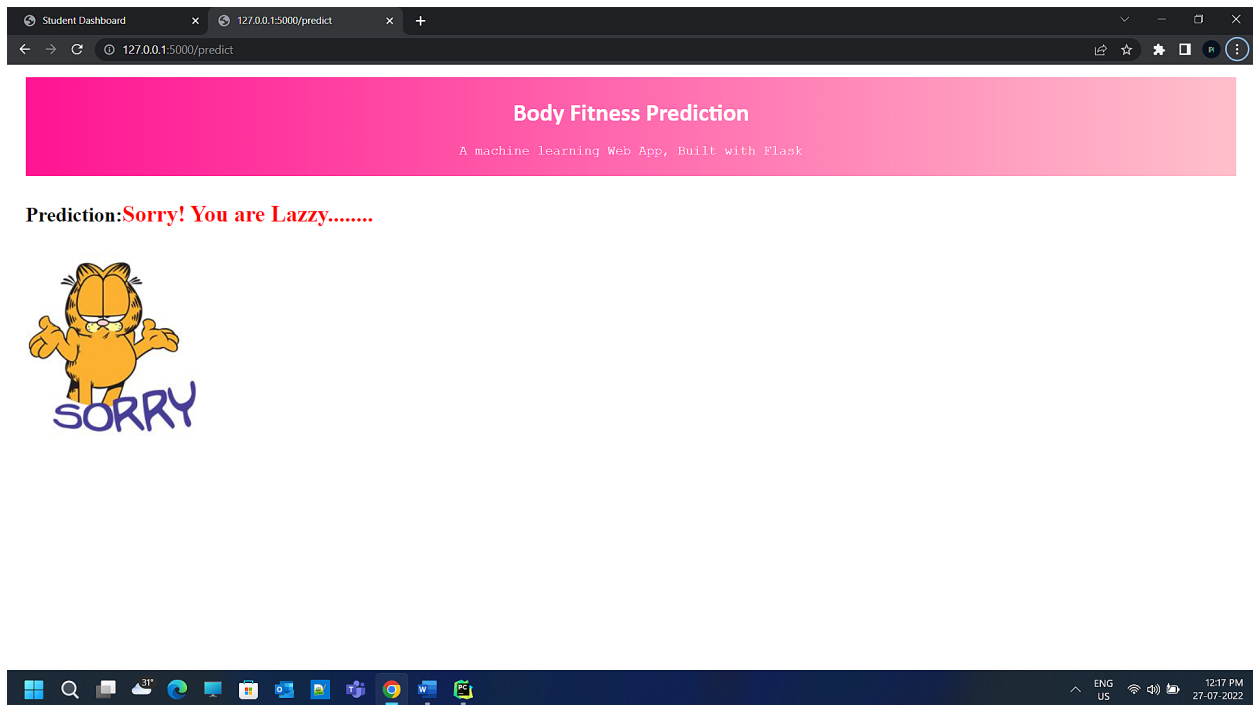 Student Dashboard
127.0.0.1:5000/predict
127.0.0.1:5000/predict
PI
Body Fitness Prediction
A machine learning Web App, Built with Flask
Prediction:Sorry! You are Lazzy........
SORRY
31°
W
PC
ENG
US
12:17 PM
27-07-2022